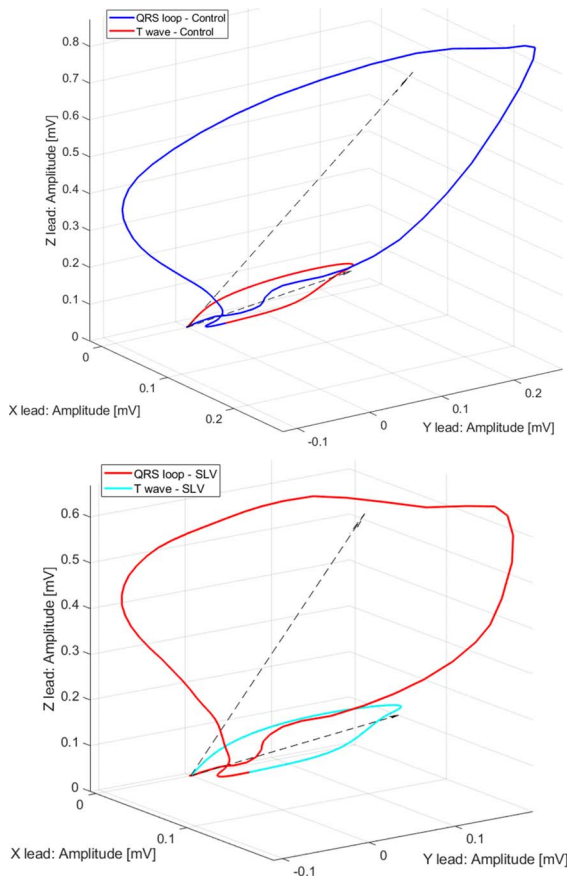 QRS loop - Control
T wave - Control
0.8
0.7
0.6
0.5
0.4
0.3
0.2
0.1
0
Z lead: Amplitude [mV]
0
0.1
0.2
X lead: Amplitude [mV]
-0.1
0
0.1
0.2
Y lead: Amplitude [mV]
QRS loop - SLV
T wave - SLV
0.6
0.5
0.4
0.3
0.2
0.1
0
Z lead: Amplitude [mV]
0
0.1
X lead: Amplitude [mV]
-0.1
0
0.1
Y lead: Amplitude [mV]